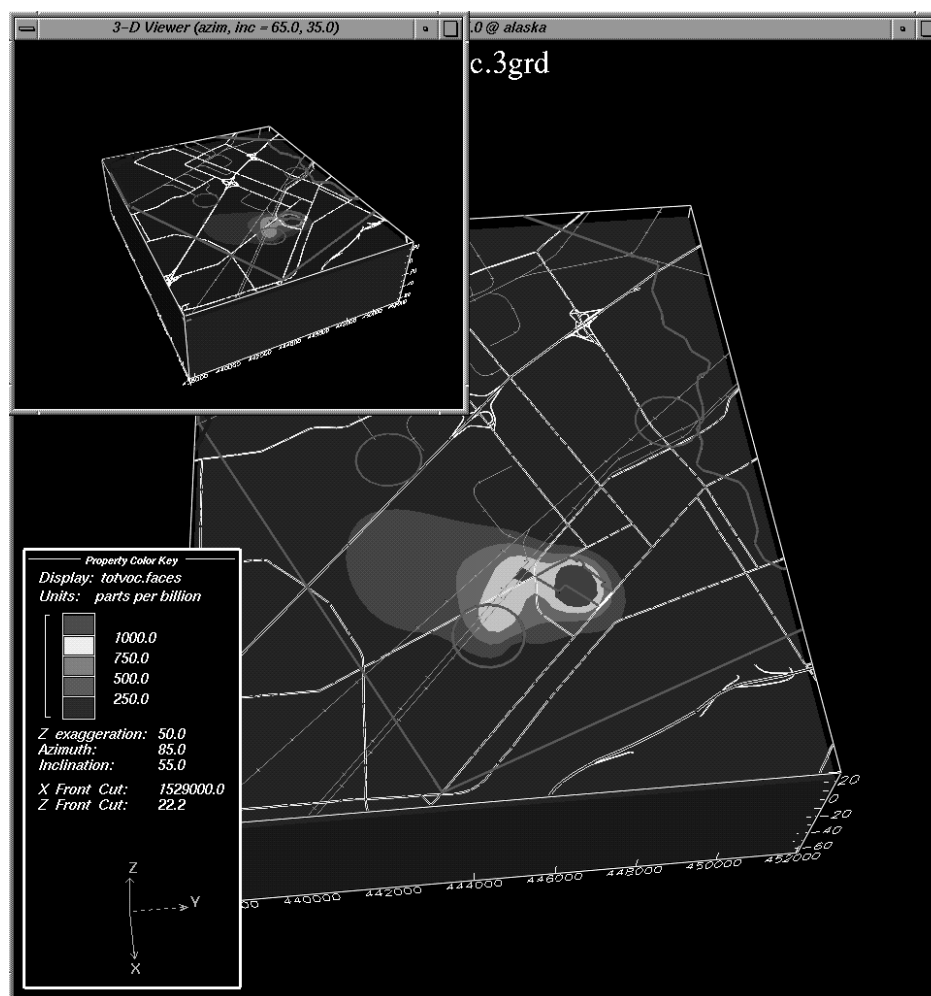 3-D Viewer (azim, inc = 65.0, 35.0)
.0 @ alaska
c.3grd
Property Color Key
Display: totvoc.faces
Units: parts per billion
1000.0
750.0
500.0
250.0
Z exaggeration: 50.0
Azimuth: 85.0
Inclination: 55.0
X Front Cut: 1529000.0
Z Front Cut: 22.2
Z
Y
X
20
0
-20
-40
-60
440000
442000
444000
446000
448000
450000
452000